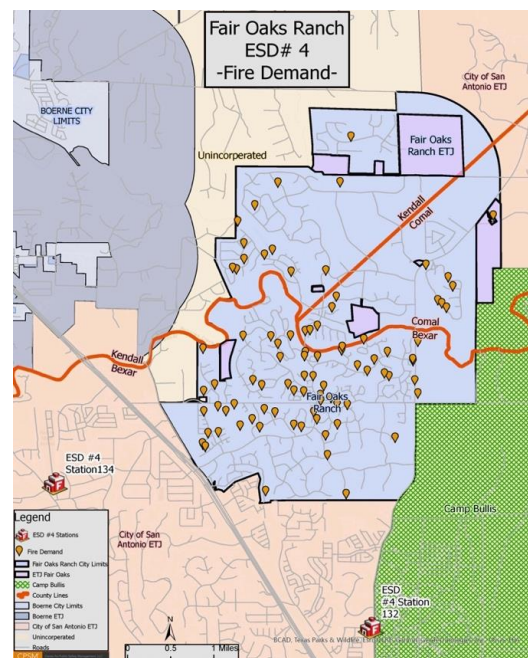 Fair Oaks Ranch
ESD# 4
-Fire Demand-
City of San
Antonio ETJ
BOERNE CITY
LIMITS
Fair Oaks
Ranch ETJ
Unincorporated
Kendall
Comal
Comal
Bexar
Kendall
Bexar
Fair Oaks
Ranch
ESD #4
Station134
Camp Bullis
City of San
Antonio ETJ
ESD
#4 Station
132
Legend
ESD #4 Stations
Fire Demand
Fair Oaks Ranch City Limits
ETJ Fair Oaks
Camp Bullis
County Lines
Boerne City Limits
Boerne ETJ
City of San Antonio ETJ
Unincorporated
Roads
N
0 0.5 1 Miles
BCAD, Texas Parks & Wildlife,